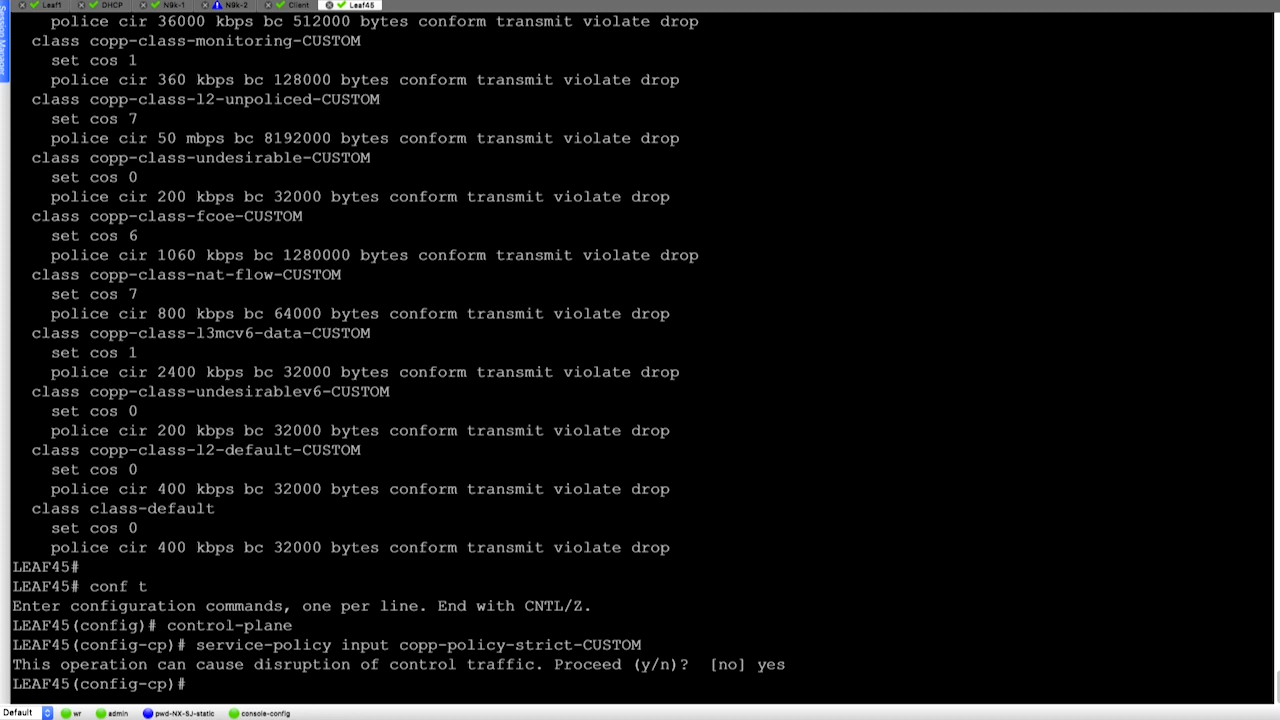 Leaf1 DHCP N9k-1 N9k-2 Client Leaf45
Session Manager
police cir 36000 kbps bc 512000 bytes conform transmit violate drop
class copp-class-monitoring-CUSTOM
set cos 1
police cir 360 kbps bc 128000 bytes conform transmit violate drop
class copp-class-l2-unpoliced-CUSTOM
set cos 7
police cir 50 mbps bc 8192000 bytes conform transmit violate drop
class copp-class-undesirable-CUSTOM
set cos 0
police cir 200 kbps bc 32000 bytes conform transmit violate drop
class copp-class-fcoe-CUSTOM
set cos 6
police cir 1060 kbps bc 1280000 bytes conform transmit violate drop
class copp-class-nat-flow-CUSTOM
set cos 7
police cir 800 kbps bc 64000 bytes conform transmit violate drop
class copp-class-l3mcv6-data-CUSTOM
set cos 1
police cir 2400 kbps bc 32000 bytes conform transmit violate drop
class copp-class-undesirablev6-CUSTOM
set cos 0
police cir 200 kbps bc 32000 bytes conform transmit violate drop
class copp-class-l2-default-CUSTOM
set cos 0
police cir 400 kbps bc 32000 bytes conform transmit violate drop
class class-default
set cos 0
police cir 400 kbps bc 32000 bytes conform transmit violate drop
LEAF45#
LEAF45# conf t
Enter configuration commands, one per line. End with CNTL/Z.
LEAF45(config)# control-plane
LEAF45(config-cp)# service-policy input copp-policy-strict-CUSTOM
This operation can cause disruption of control traffic. Proceed (y/n)?  [no] yes
LEAF45(config-cp)#
Default wr admin pwd-NX-SJ-static console-config